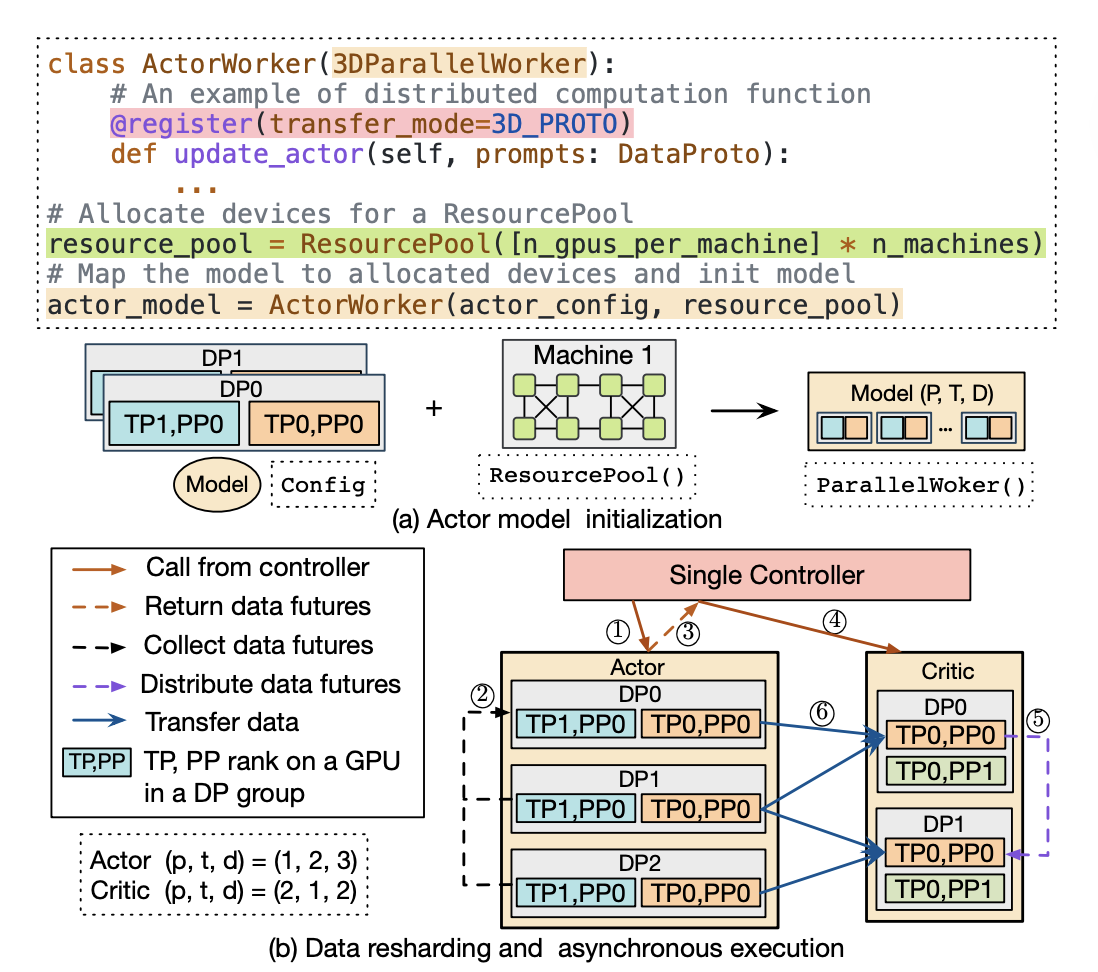 class ActorWorker(3DParallelWorker):
# An example of distributed computation function
@register(transfer_mode=3D_PROTO)
def update_actor(self, prompts: DataProto):
...
# Allocate devices for a ResourcePool
resource_pool = ResourcePool([n_gpus_per_machine] * n_machines)
# Map the model to allocated devices and init model
actor_model = ActorWorker(actor_config, resource_pool)
DP1
DP0
TP1,PP0 TP0,PP0
Model Config
+
Machine 1
ResourcePool()
Model (P, T, D)
...
ParallelWoker()
(a) Actor model initialization
Call from controller
Return data futures
Collect data futures
Distribute data futures
Transfer data
TP,PP TP, PP rank on a GPU
in a DP group
Actor (p, t, d) = (1, 2, 3)
Critic (p, t, d) = (2, 1, 2)
Single Controller
① ③ ④
Actor
② DP0
TP1,PP0 TP0,PP0
DP1
TP1,PP0 TP0,PP0
DP2
TP1,PP0 TP0,PP0
⑥
Critic
DP0 ⑤
TP0,PP0
TP0,PP1
DP1
TP0,PP0
TP0,PP1
(b) Data resharding and asynchronous execution